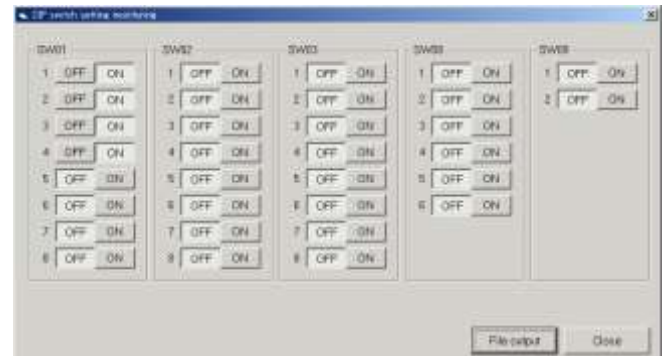 DIP switch setting monitoring
SW01 SW02 SW03
1 OFF ON 1 OFF ON 1 OFF ON 1 OFF ON 1 OFF ON
2 OFF ON 2 OFF ON 2 OFF ON 2 OFF ON 2 OFF ON
3 OFF ON 3 OFF ON 3 OFF ON 3 OFF ON
4 OFF ON 4 OFF ON 4 OFF ON 4 OFF ON
5 OFF ON 5 OFF ON 5 OFF ON 5 OFF ON
6 OFF ON 6 OFF ON 6 OFF ON 6 OFF ON
7 OFF ON 7 OFF ON 7 OFF ON
8 OFF ON 8 OFF ON 8 OFF ON
File output Close